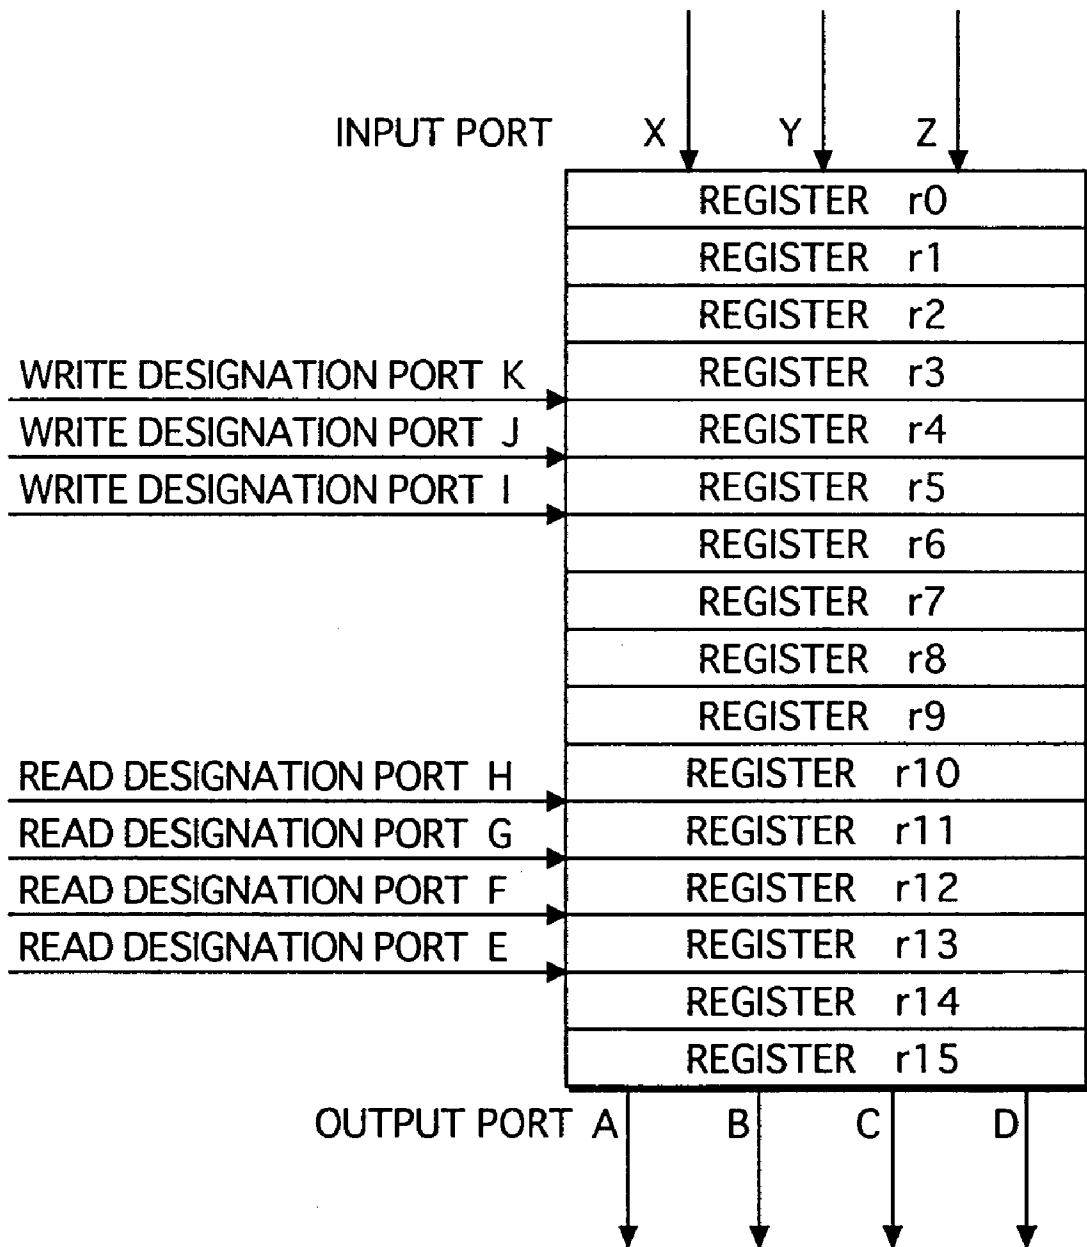 INPUT PORT X Y Z
REGISTER r0
REGISTER r1
REGISTER r2
WRITE DESIGNATION PORT K REGISTER r3
WRITE DESIGNATION PORT J REGISTER r4
WRITE DESIGNATION PORT I REGISTER r5
REGISTER r6
REGISTER r7
REGISTER r8
REGISTER r9
READ DESIGNATION PORT H REGISTER r10
READ DESIGNATION PORT G REGISTER r11
READ DESIGNATION PORT F REGISTER r12
READ DESIGNATION PORT E REGISTER r13
REGISTER r14
REGISTER r15
OUTPUT PORT A B C D